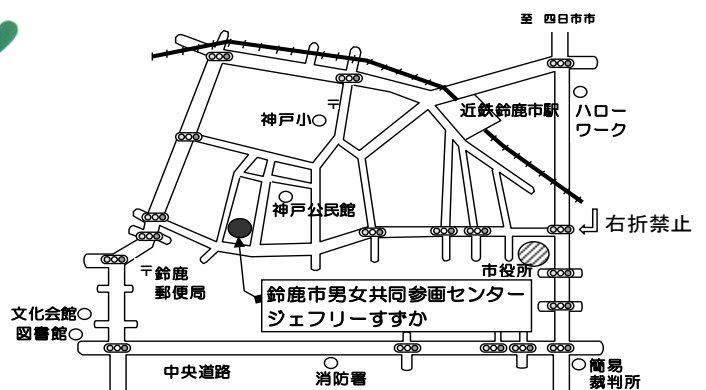 至 四日市市
近鉄鈴鹿市駅
ハロー
ワーク
〒
神戸小
神戸公民館
右折禁止
市役所
〒鈴鹿
郵便局
鈴鹿市男女共同参画センター
ジェフリーすずか
文化会館
図書館
中央道路
消防署
簡易
裁判所